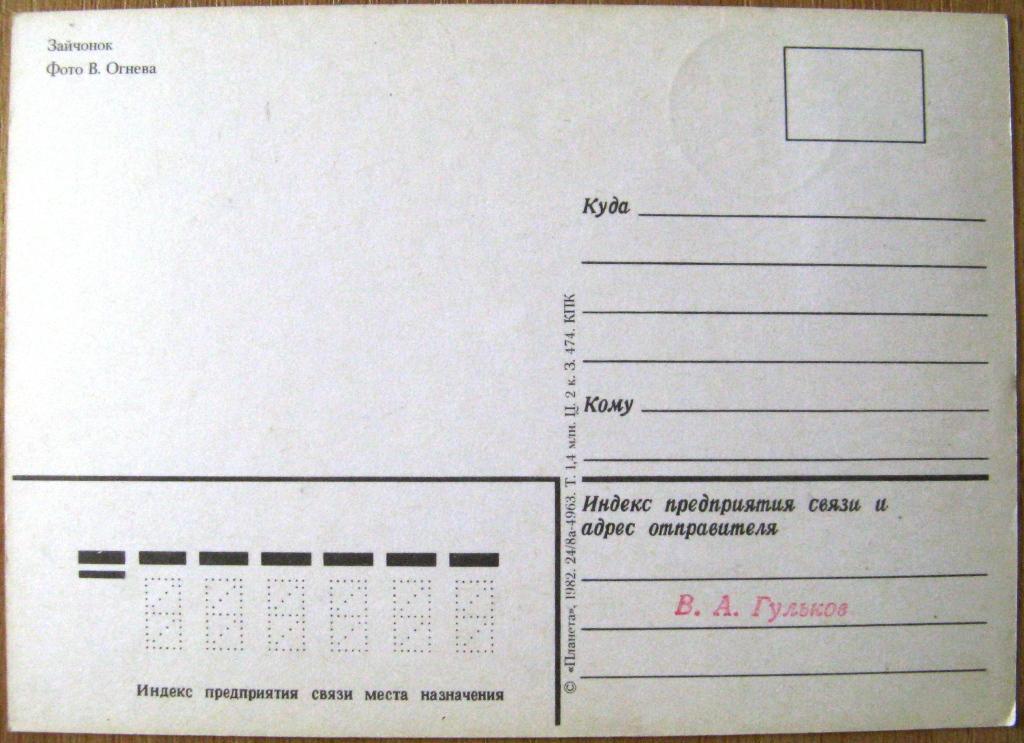 Зайчонок
Фото В. Огнева
Куда
Кому
© «Планета», 1982. 24/8а-4963. Т. 1,4 млн. Ц. 2 к. З. 474. КПК
Индекс предприятия связи и
адрес отправителя
В. А. Гульков
Индекс предприятия связи места назначения